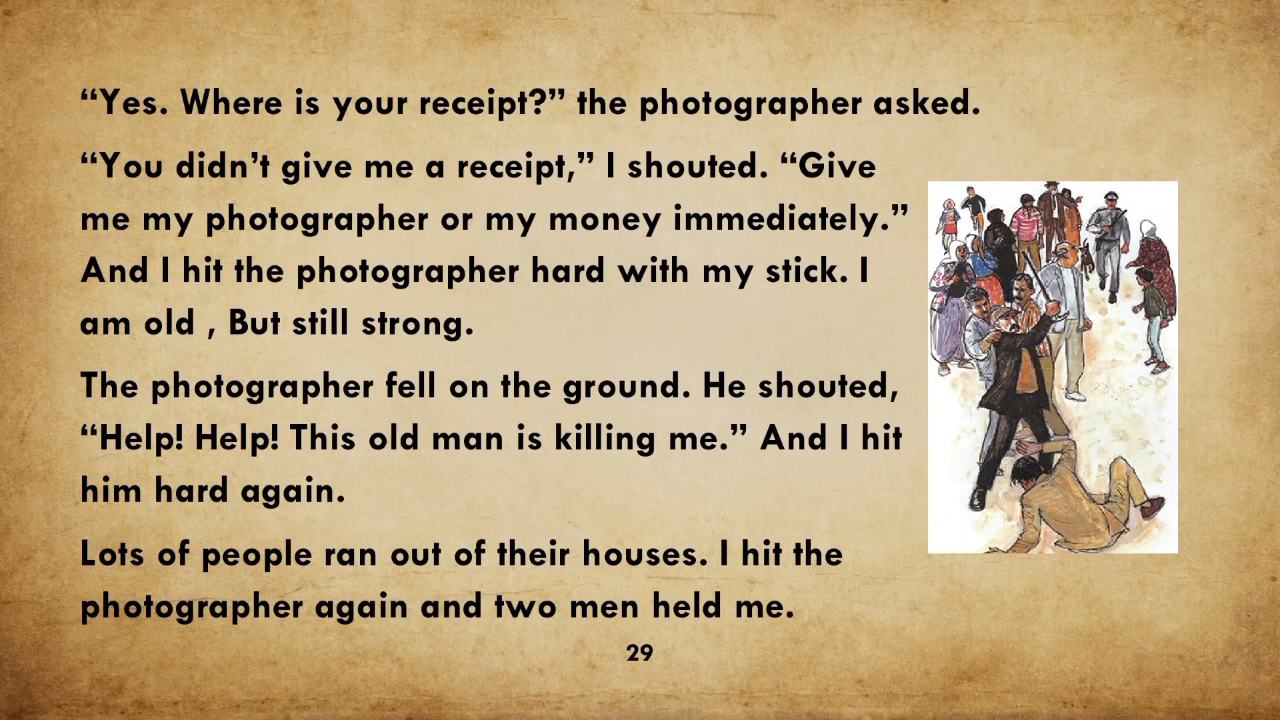 “Yes. Where is your receipt?” the photographer asked.
“You didn’t give me a receipt,” I shouted. “Give
me my photographer or my money immediately.”
And I hit the photographer hard with my stick. I
am old , But still strong.
The photographer fell on the ground. He shouted,
“Help! Help! This old man is killing me.” And I hit
him hard again.
Lots of people ran out of their houses. I hit the
photographer again and two men held me.
29